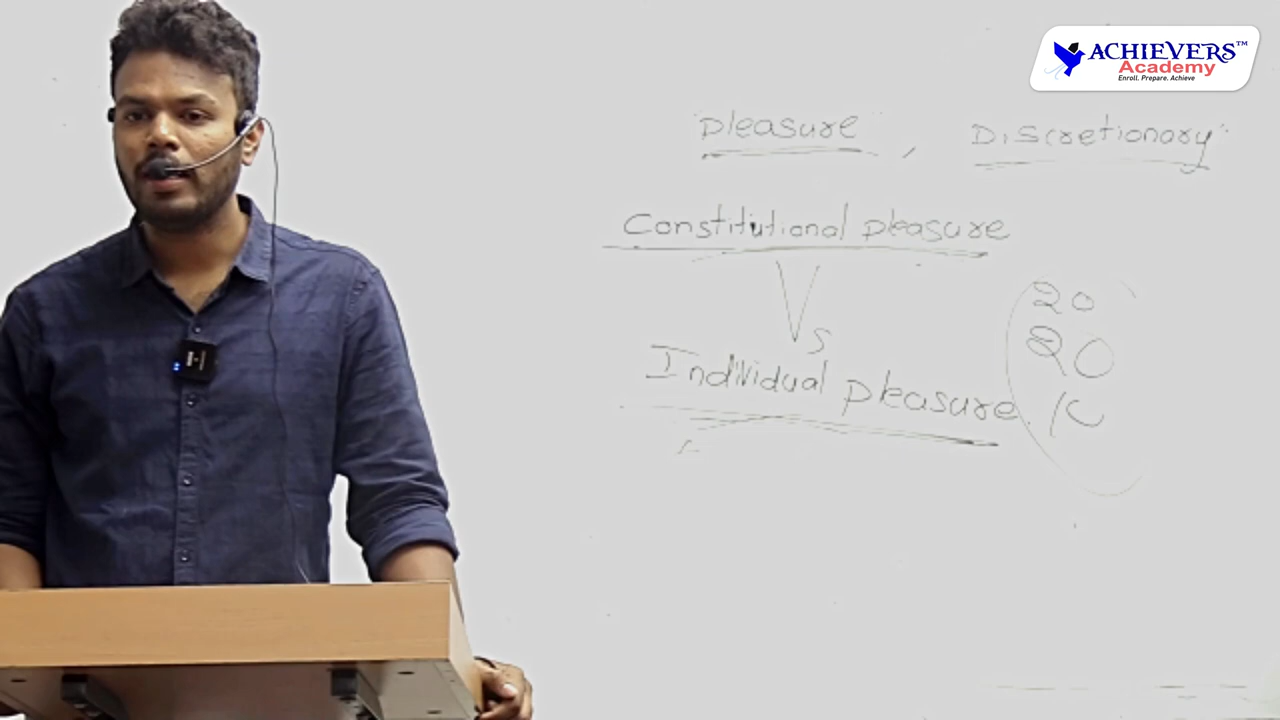 ACHIEVERS™
Academy
Enroll. Prepare. Achieve
"Pleasure", Discretionary"
Constitutional pleasure
Vs
Individual pleasure
20
20